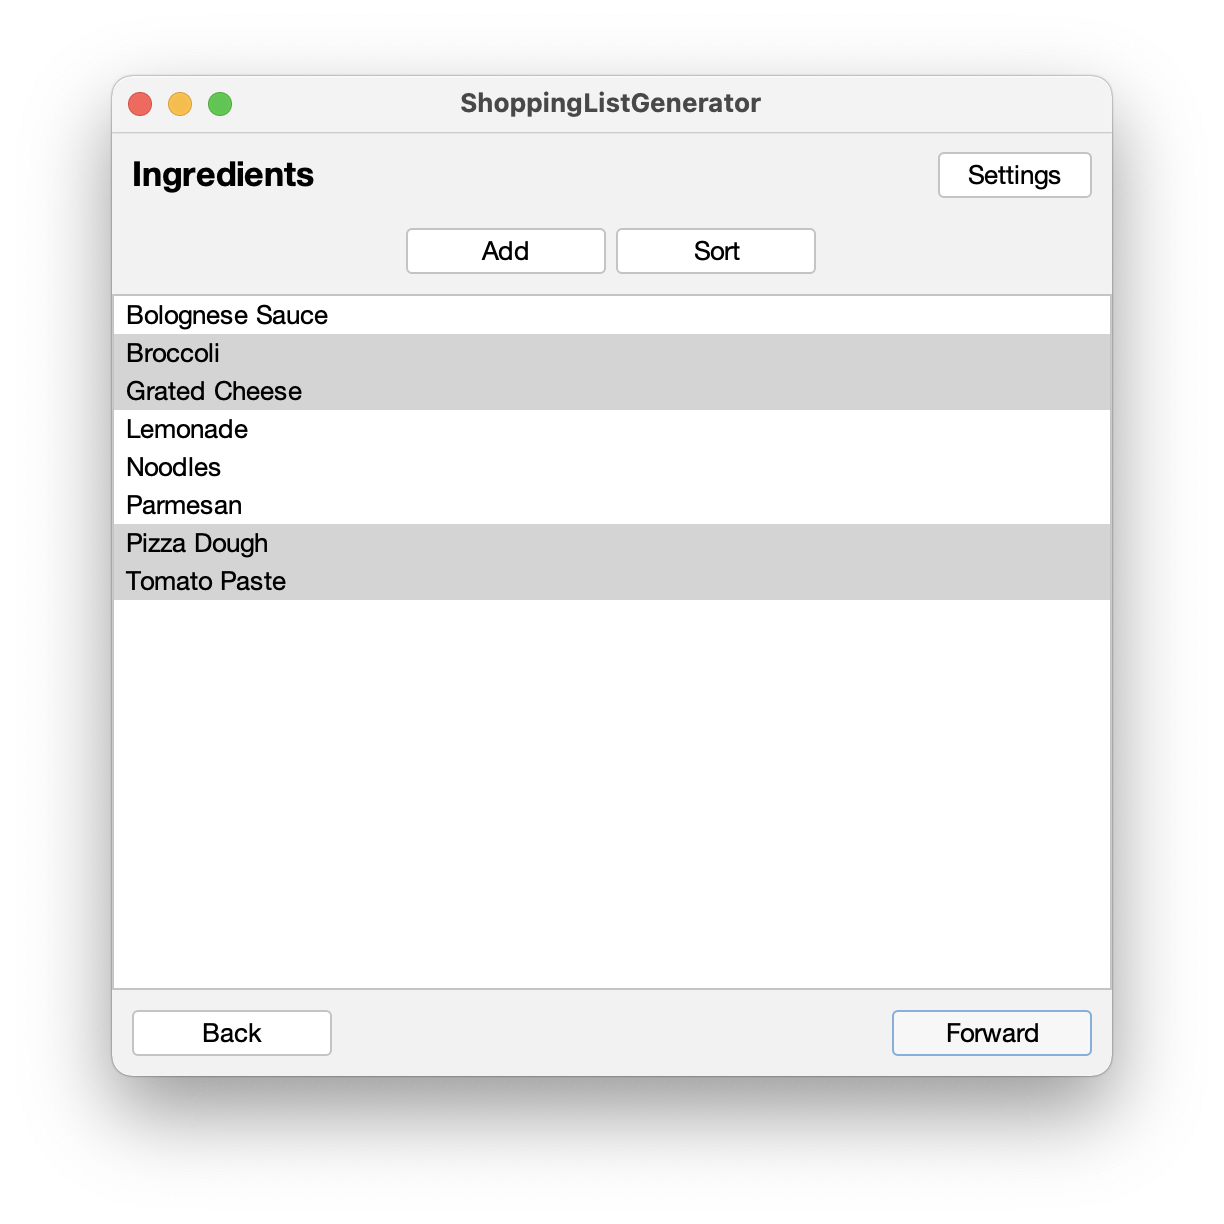 ShoppingListGenerator
Ingredients
Settings
Add
Sort
Bolognese Sauce
Broccoli
Grated Cheese
Lemonade
Noodles
Parmesan
Pizza Dough
Tomato Paste
Back
Forward